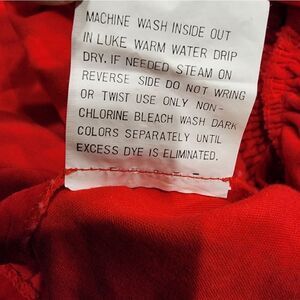 MACHINE WASH INSIDE OUT
IN LUKE WARM WATER DRIP
DRY. IF NEEDED STEAM ON
REVERSE SIDE DO NOT WRING
OR TWIST USE ONLY NON-
CHLORINE BLEACH WASH DARK
COLORS SEPARATELY UNTIL
EXCESS DYE IS ELIMINATED.